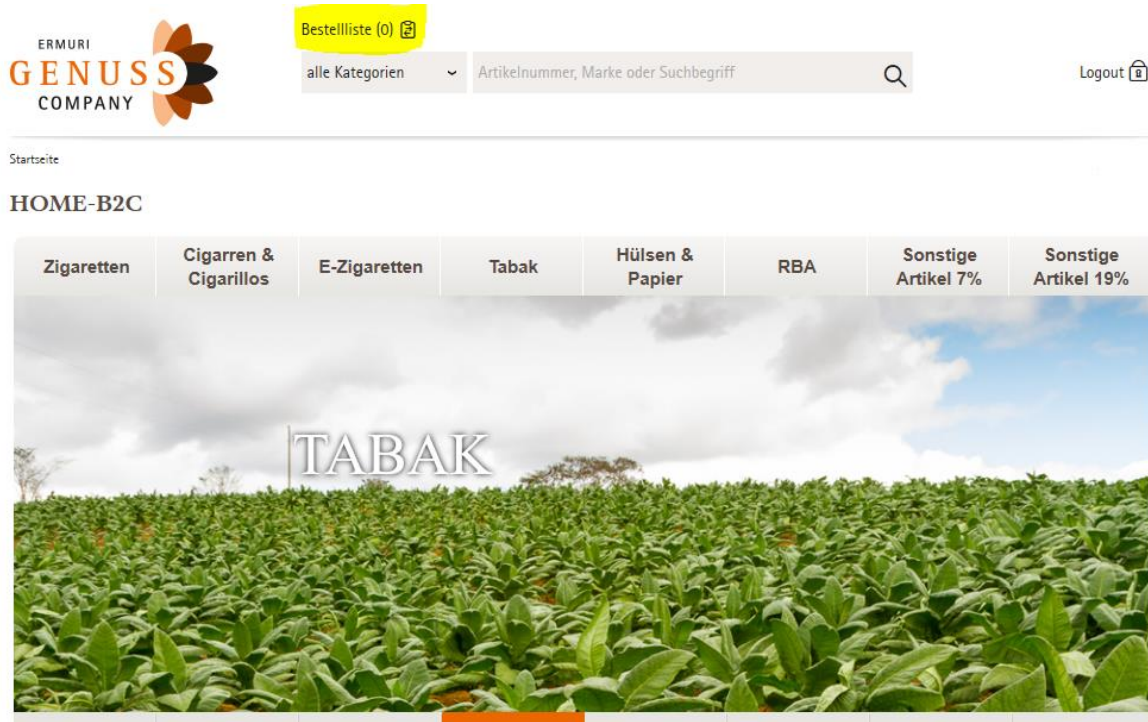 Bestellliste (0)
ERMURI
GENUSS
COMPANY
alle Kategorien
Artikelnummer, Marke oder Suchbegriff
Logout
Startseite
HOME-B2C
Zigaretten
Cigarren &
Cigarillos
E-Zigaretten
Tabak
Hülsen &
Papier
RBA
Sonstige
Artikel 7%
Sonstige
Artikel 19%
TABAK